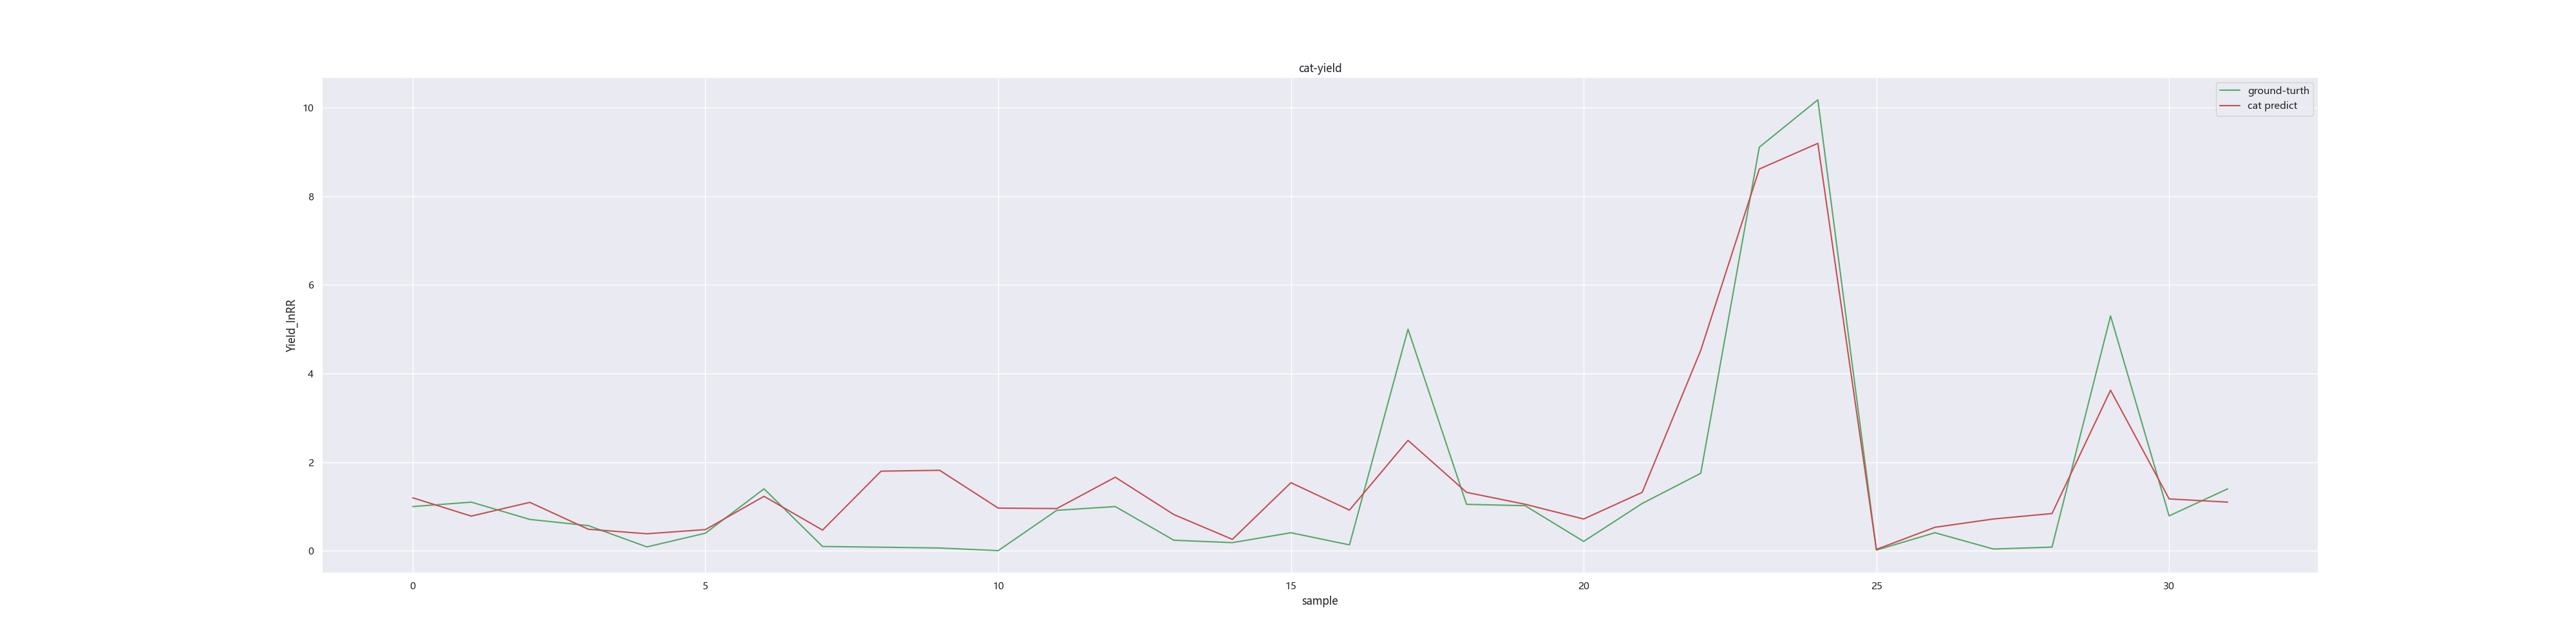 cat-yield
ground-turth
cat predict
10
8
6
4
2
0
Yield_lnRR
0 5 10 15 20 25 30
sample